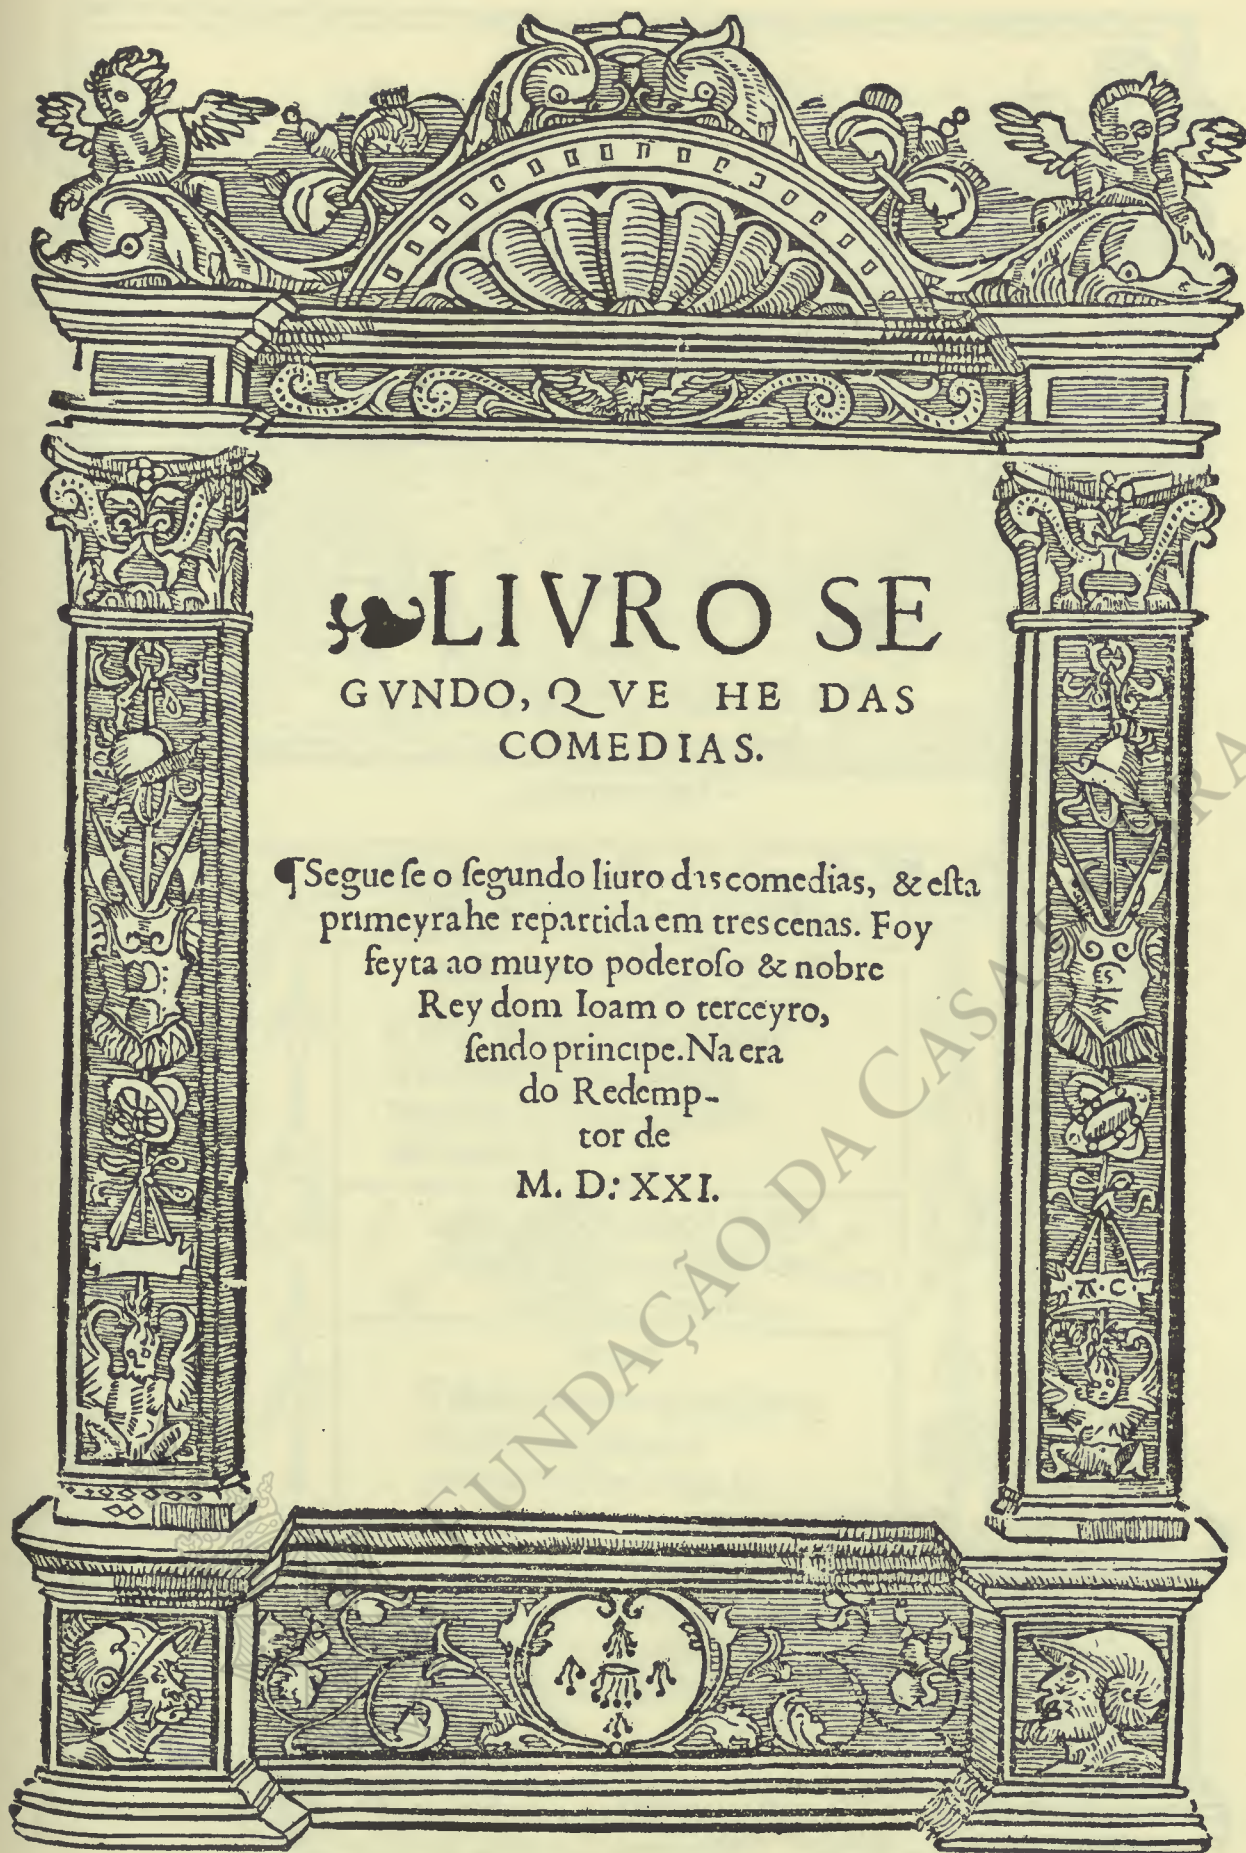 LIVRO SE
GVNDO, QVE HE DAS
COMEDIAS.
¶Segue ſe o ſegundo liuro das comedias, & eſta
primeyra he repartida em tres cenas. Foy
feyta ao muyto poderoſo & nobre
Rey dom Ioam o terceyro,
ſendo principe. Na era
do Redemp-
tor de
M. D: XXI.
·A·C·
FUNDAÇÃO DA CASA